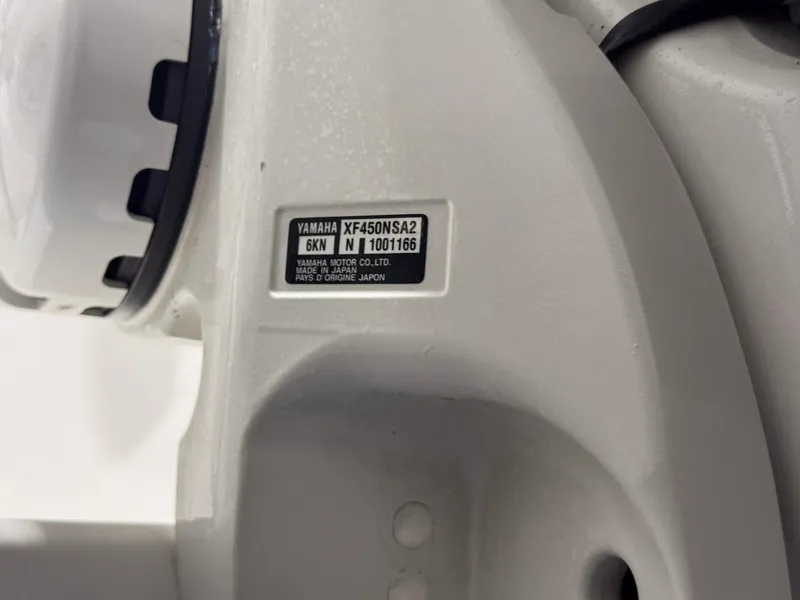 YAMAHA XF450NSA2
6KN N 1001166
YAMAHA MOTOR CO.,LTD.
MADE IN JAPAN
PAYS D'ORIGINE JAPON